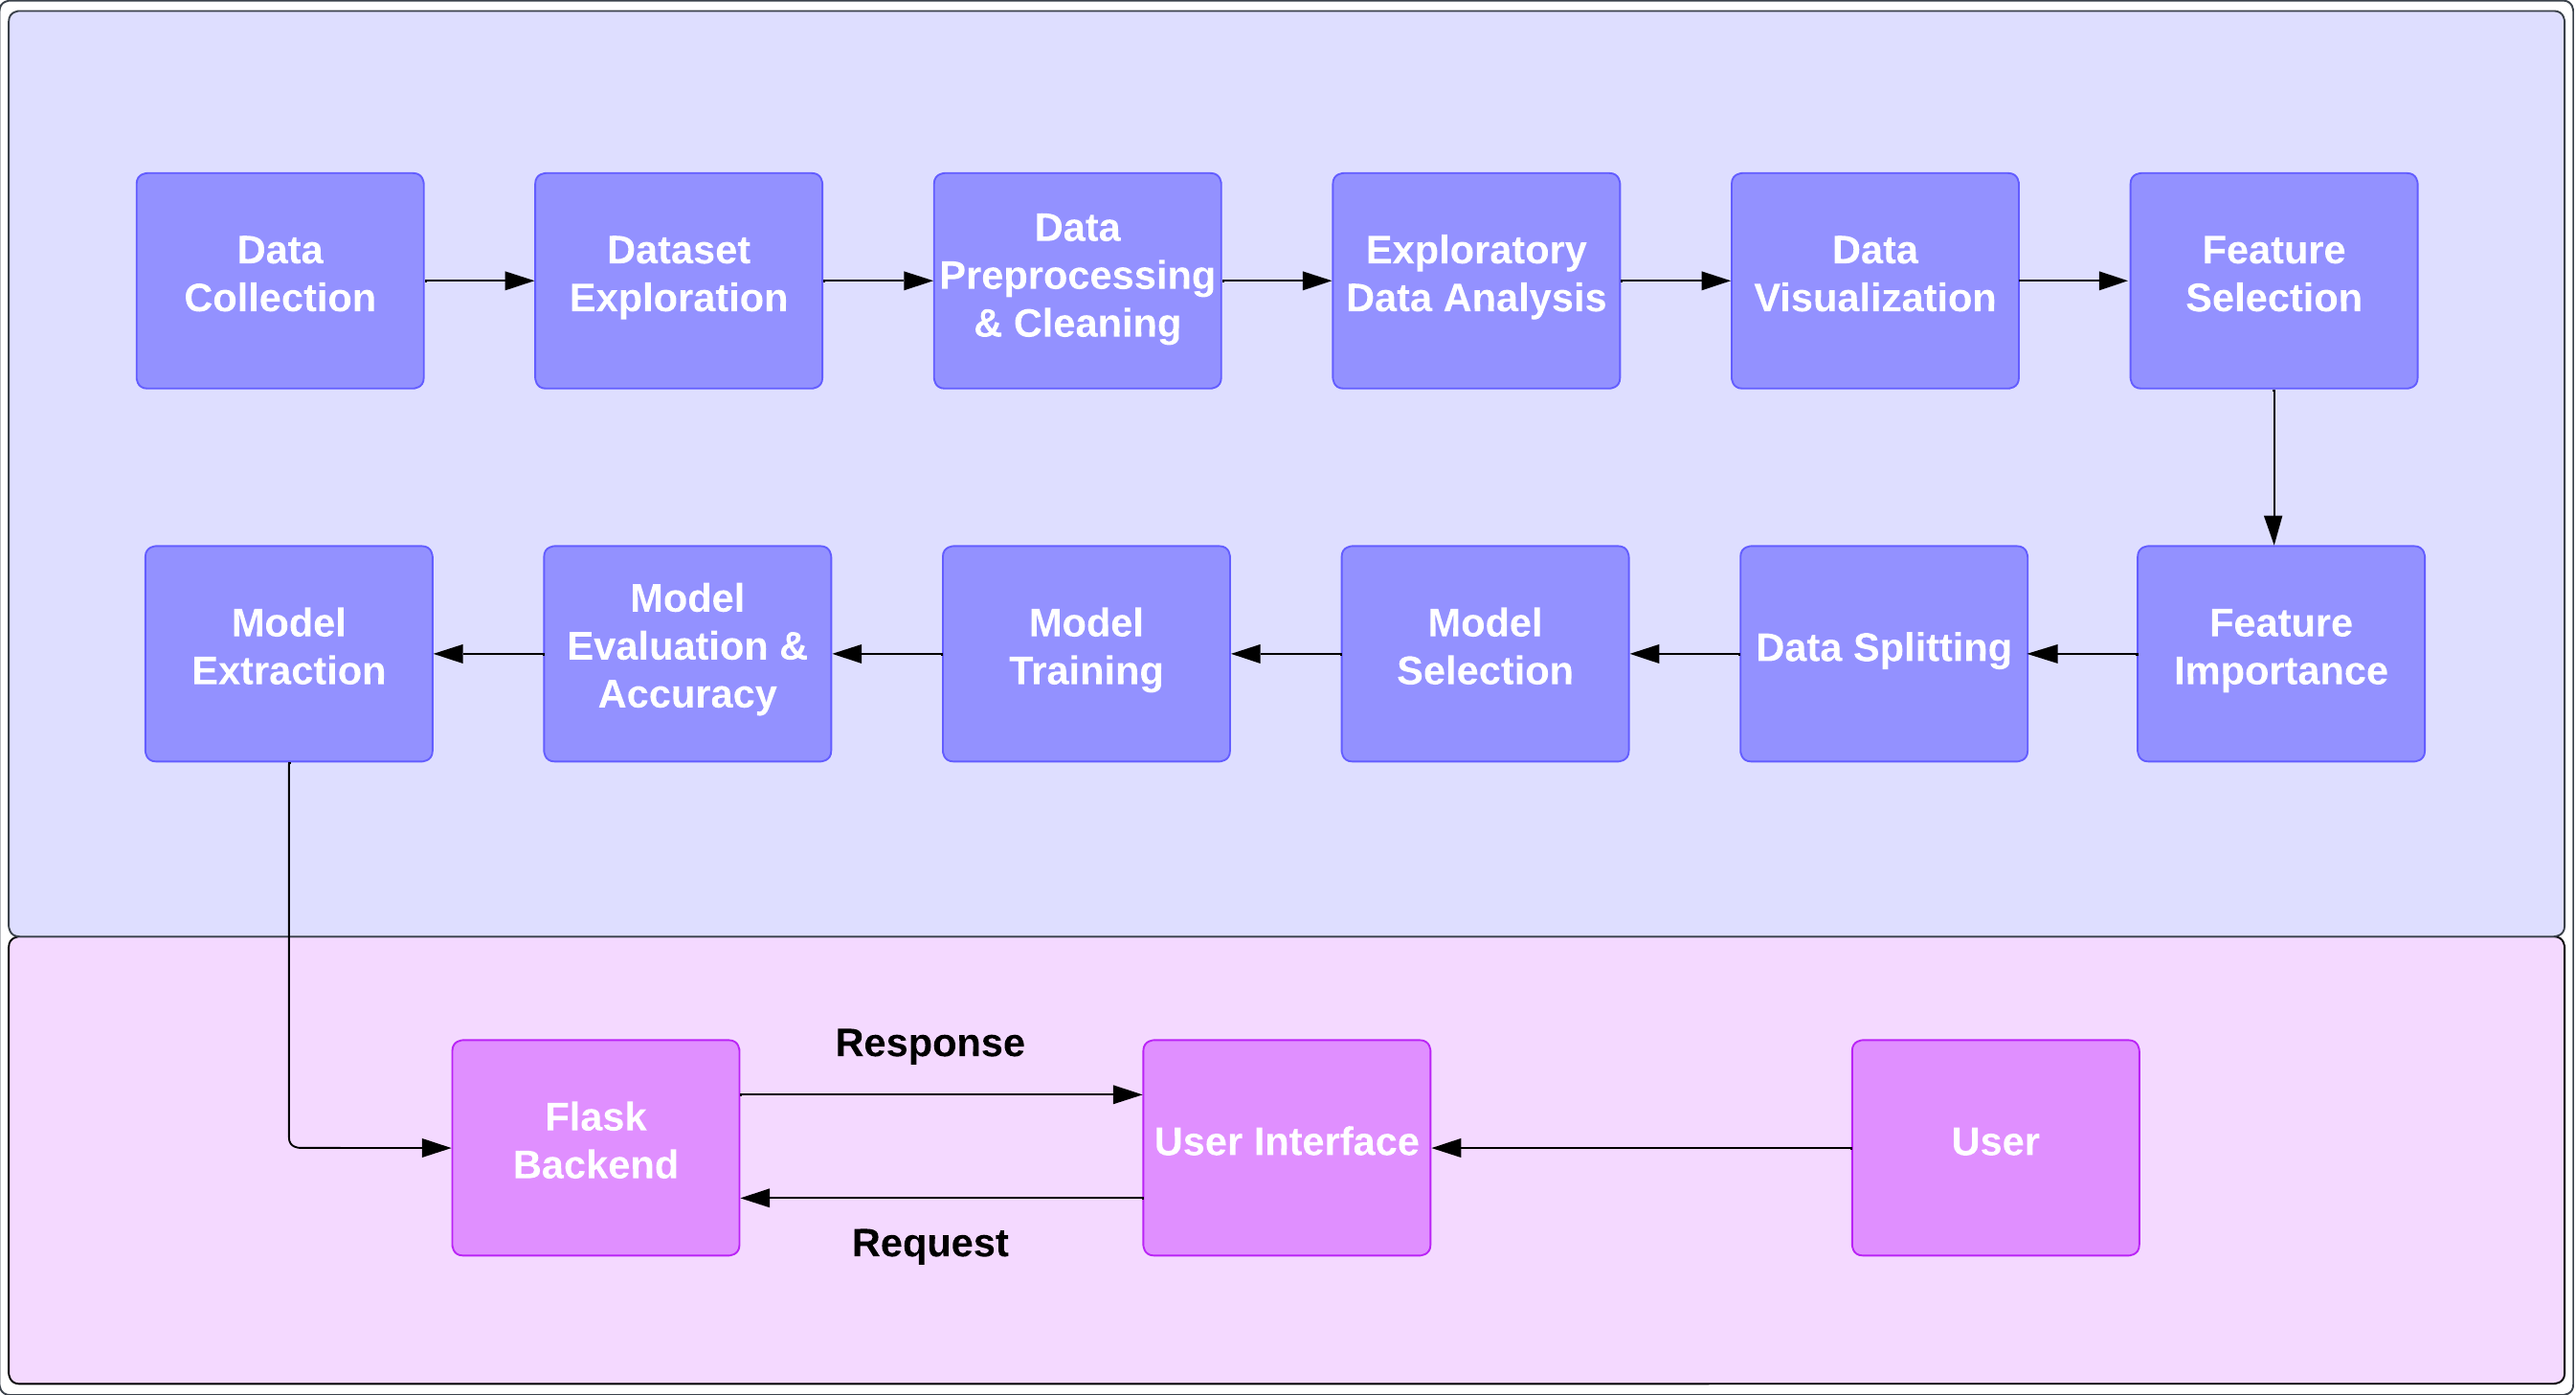 Data
Collection
Dataset
Exploration
Data
Preprocessing
& Cleaning
Exploratory
Data Analysis
Data
Visualization
Feature
Selection
Feature
Importance
Data Splitting
Model
Selection
Model
Training
Model
Evaluation &
Accuracy
Model
Extraction
Flask
Backend
Response
Request
User Interface
User